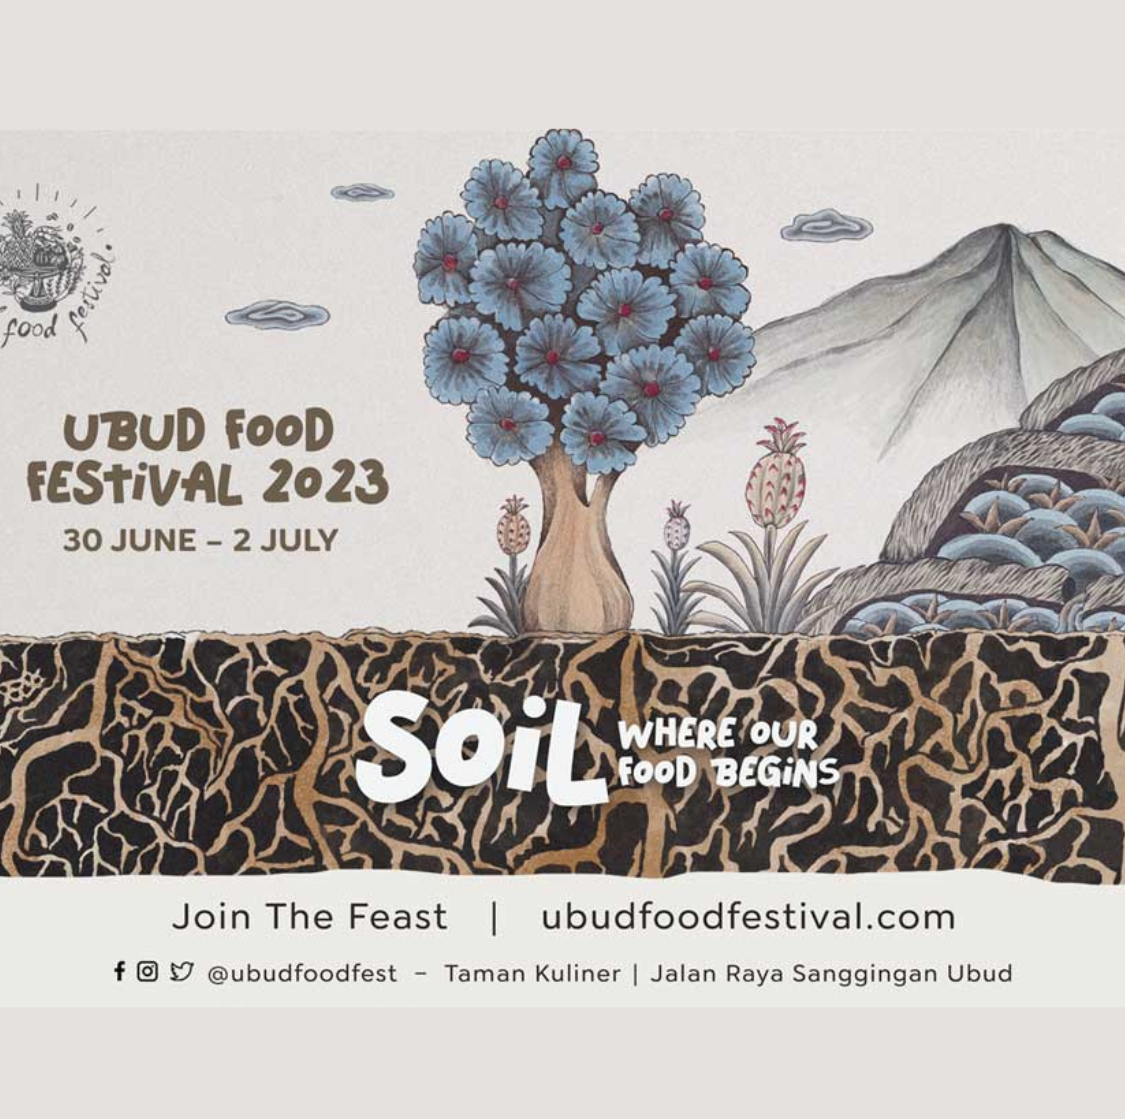 food festival
UBUD FOOD
FESTiVAL 2023
30 JUNE – 2 JULY
SOiL
WHERE OUR
FOOD BEGiNS
Join The Feast | ubudfoodfestival.com
@ubudfoodfest – Taman Kuliner | Jalan Raya Sanggingan Ubud